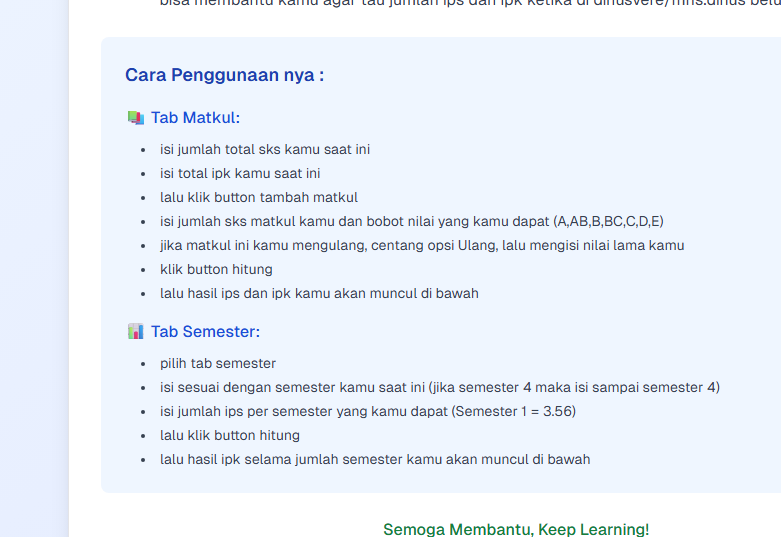 bisa membantu kamu agar tau jumlah ips dan ipk ketika di dinusvere/mhs.dinus belu
Cara Penggunaan nya :
Tab Matkul:
isi jumlah total sks kamu saat ini
isi total ipk kamu saat ini
lalu klik button tambah matkul
isi jumlah sks matkul kamu dan bobot nilai yang kamu dapat (A,AB,B,BC,C,D,E)
jika matkul ini kamu mengulang, centang opsi Ulang, lalu mengisi nilai lama kamu
klik button hitung
lalu hasil ips dan ipk kamu akan muncul di bawah
Tab Semester:
pilih tab semester
isi sesuai dengan semester kamu saat ini (jika semester 4 maka isi sampai semester 4)
isi jumlah ips per semester yang kamu dapat (Semester 1 = 3.56)
lalu klik button hitung
lalu hasil ipk selama jumlah semester kamu akan muncul di bawah
Semoga Membantu, Keep Learning!